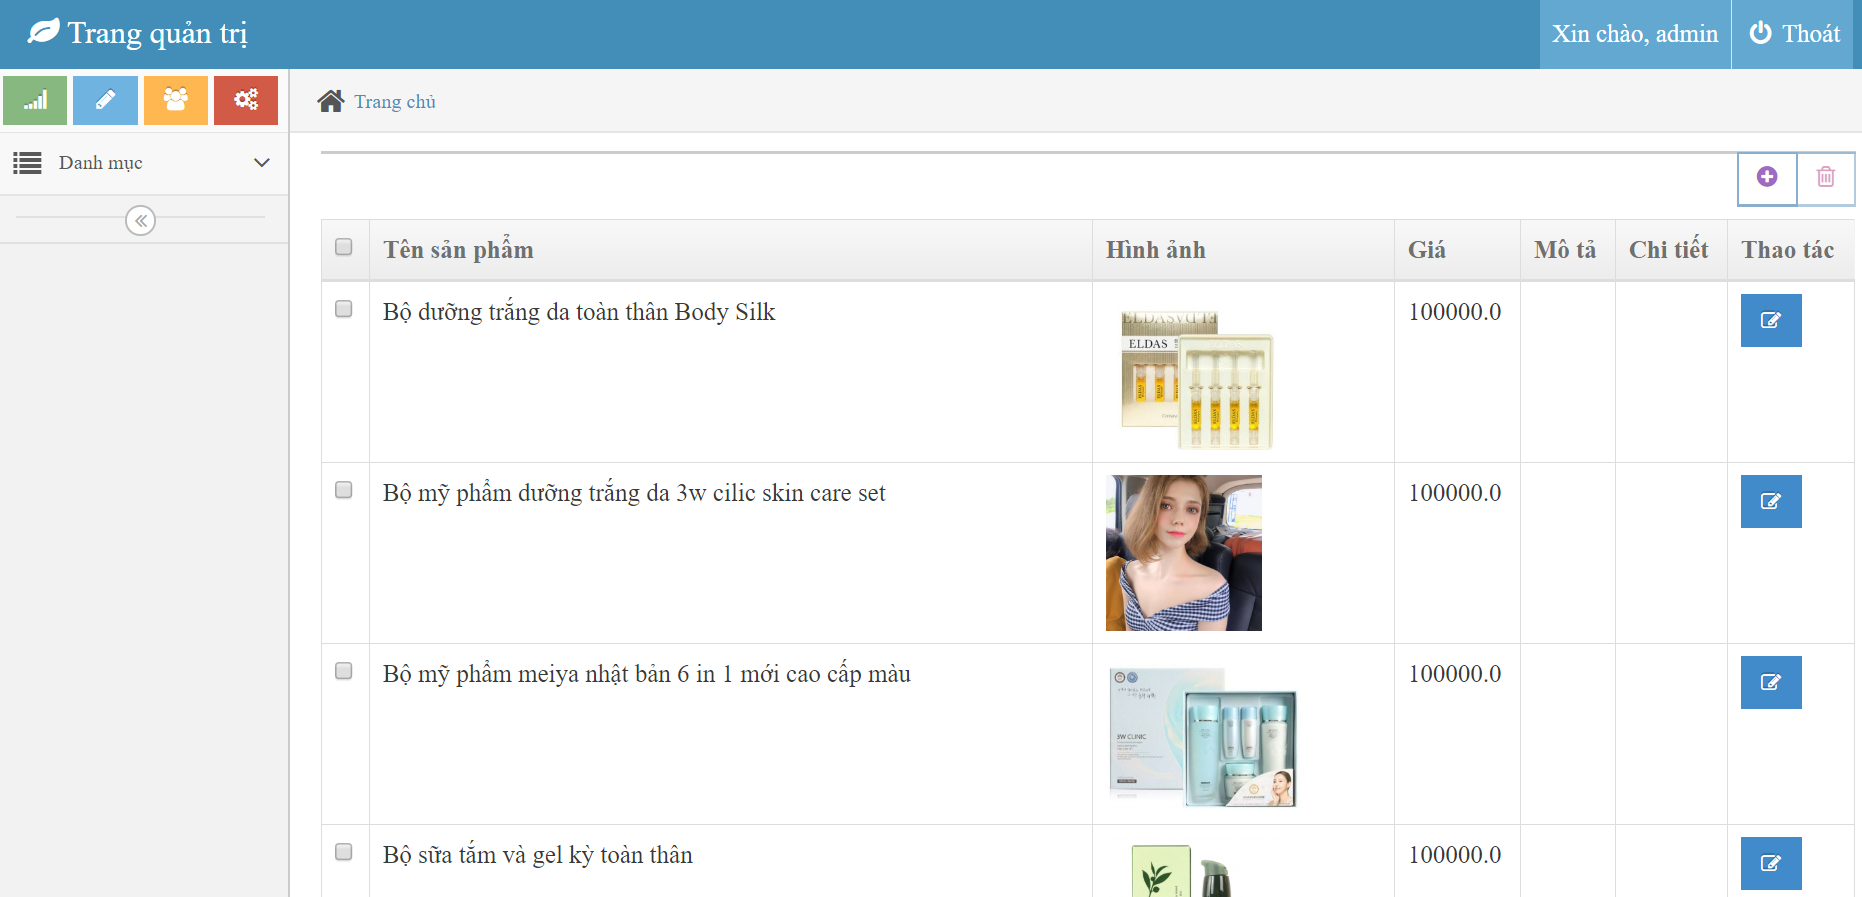 Trang quản trị
Xin chào, admin
Thoát
Trang chủ
Danh mục
Tên sản phẩm
Hình ảnh
Giá
Mô tả
Chi tiết
Thao tác
Bộ dưỡng trắng da toàn thân Body Silk
ELDAS
100000.0
Bộ mỹ phẩm dưỡng trắng da 3w cilic skin care set
100000.0
Bộ mỹ phẩm meiya nhật bản 6 in 1 mới cao cấp màu
3W CLINIC
100000.0
Bộ sữa tắm và gel kỳ toàn thân
100000.0